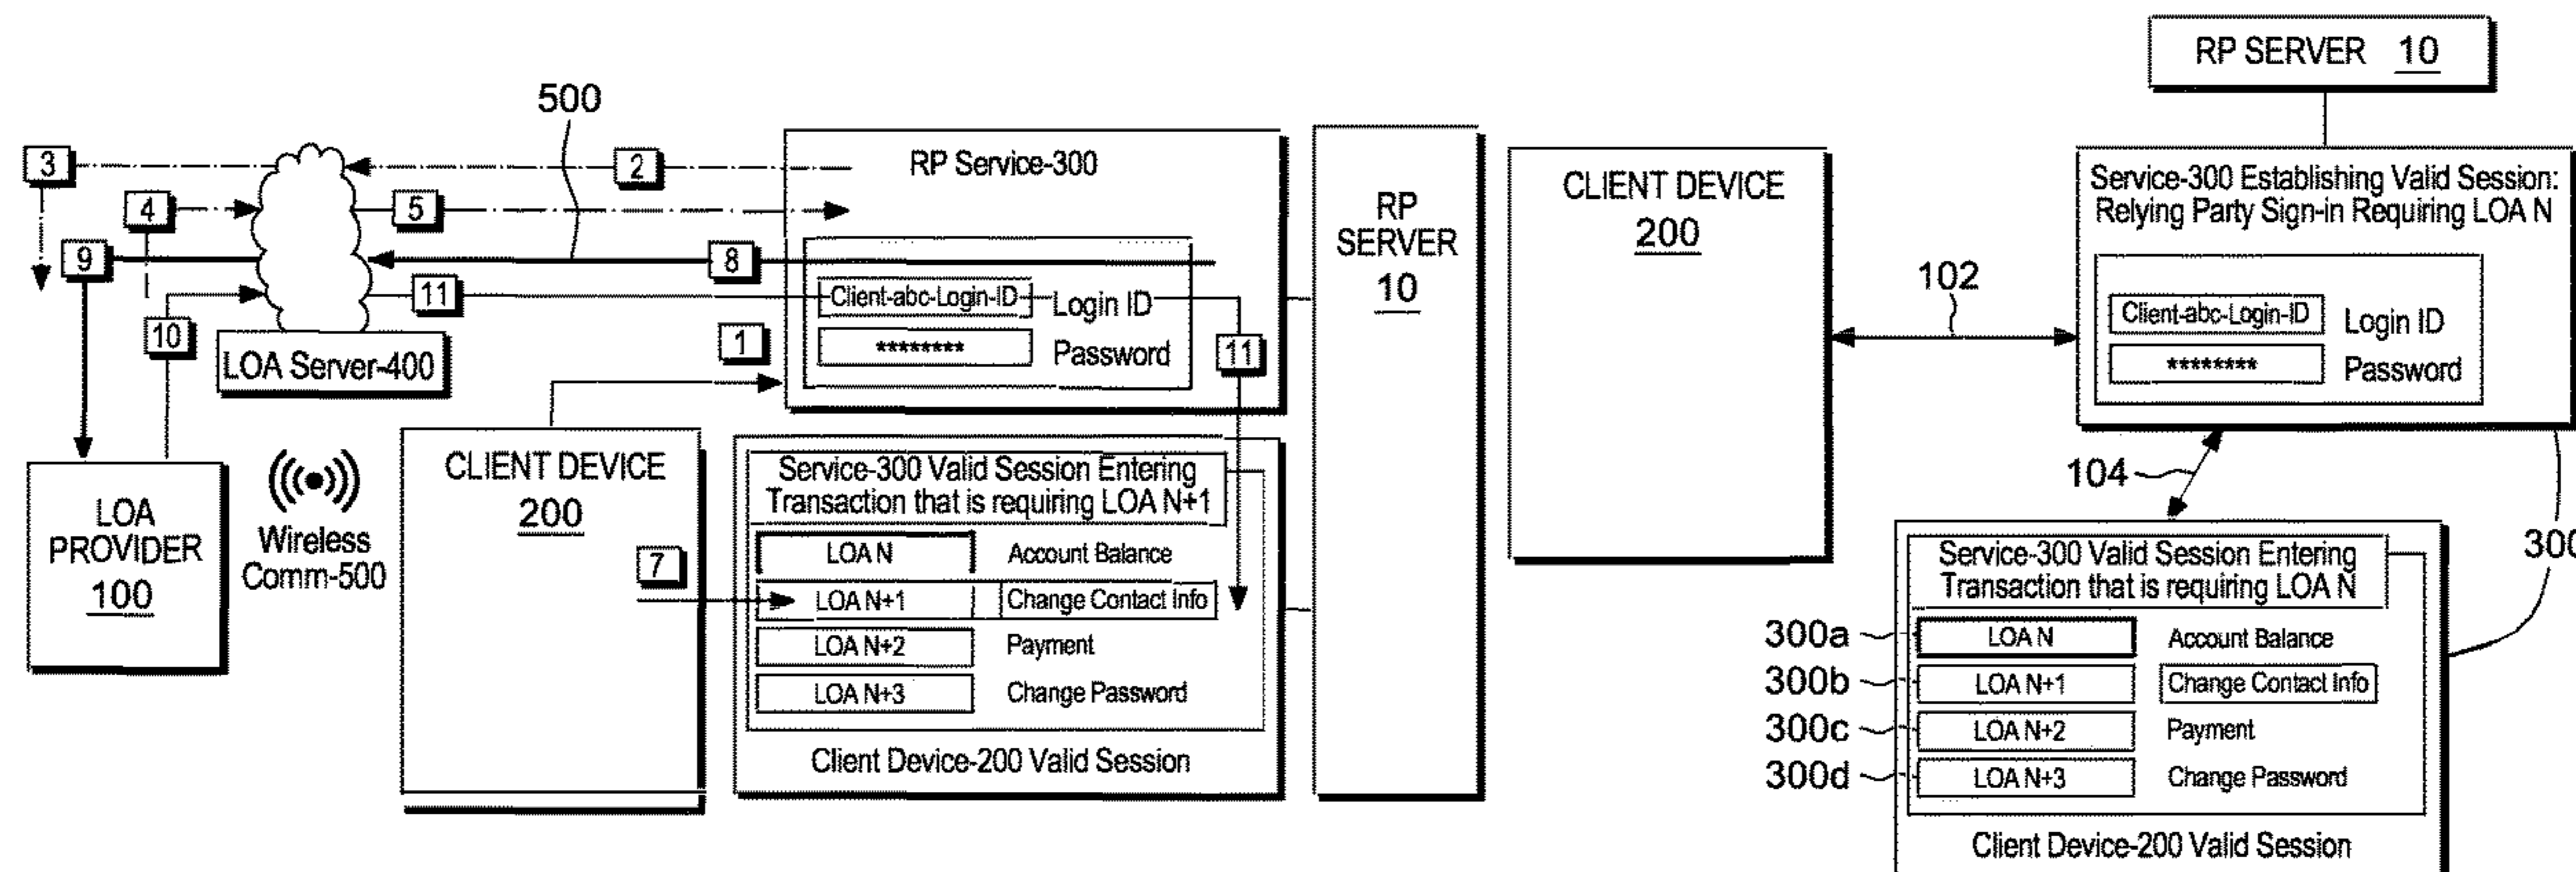 500
3
2
4
5
9
8
11
10
LOA Server-400
RP Service-300
Client-abc-Login-ID
Login ID
********
Password
1
11
RP
SERVER
10
LOA
PROVIDER
100
Wireless
Comm-500
CLIENT DEVICE
200
7
Service-300 Valid Session Entering
Transaction that is requiring LOA N+1
LOA N Account Balance
LOA N+1 Change Contact Info
LOA N+2 Payment
LOA N+3 Change Password
Client Device-200 Valid Session
CLIENT DEVICE
200
102
RP SERVER 10
Service-300 Establishing Valid Session:
Relying Party Sign-in Requiring LOA N
Client-abc-Login-ID Login ID
******** Password
104
300
Service-300 Valid Session Entering
Transaction that is requiring LOA N
300a LOA N Account Balance
300b LOA N+1 Change Contact Info
300c LOA N+2 Payment
300d LOA N+3 Change Password
Client Device-200 Valid Session